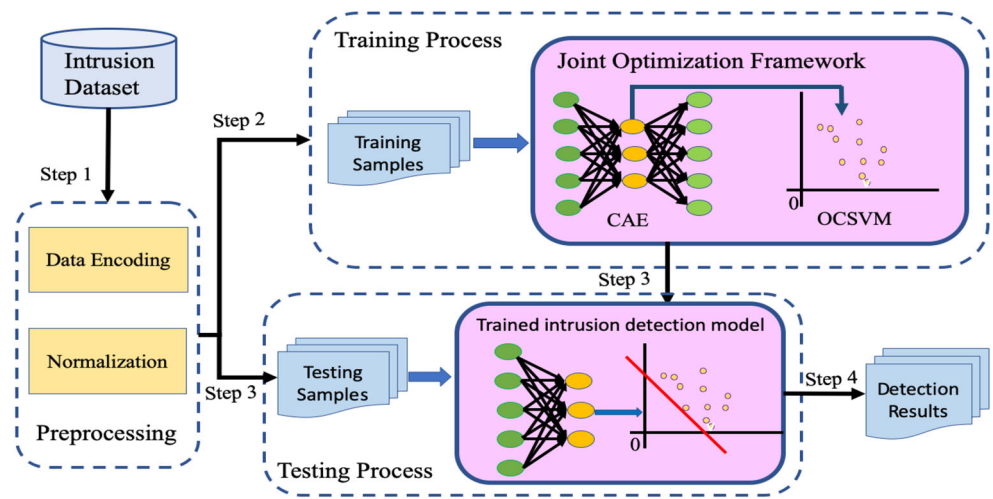 Intrusion
Dataset
Step 1
Data Encoding
Normalization
Preprocessing
Step 2
Step 3
Training Process
Training
Samples
Joint Optimization Framework
CAE
0
OCSVM
Step 3
Testing
Samples
Testing Process
Trained intrusion detection model
0
Step 4
Detection
Results